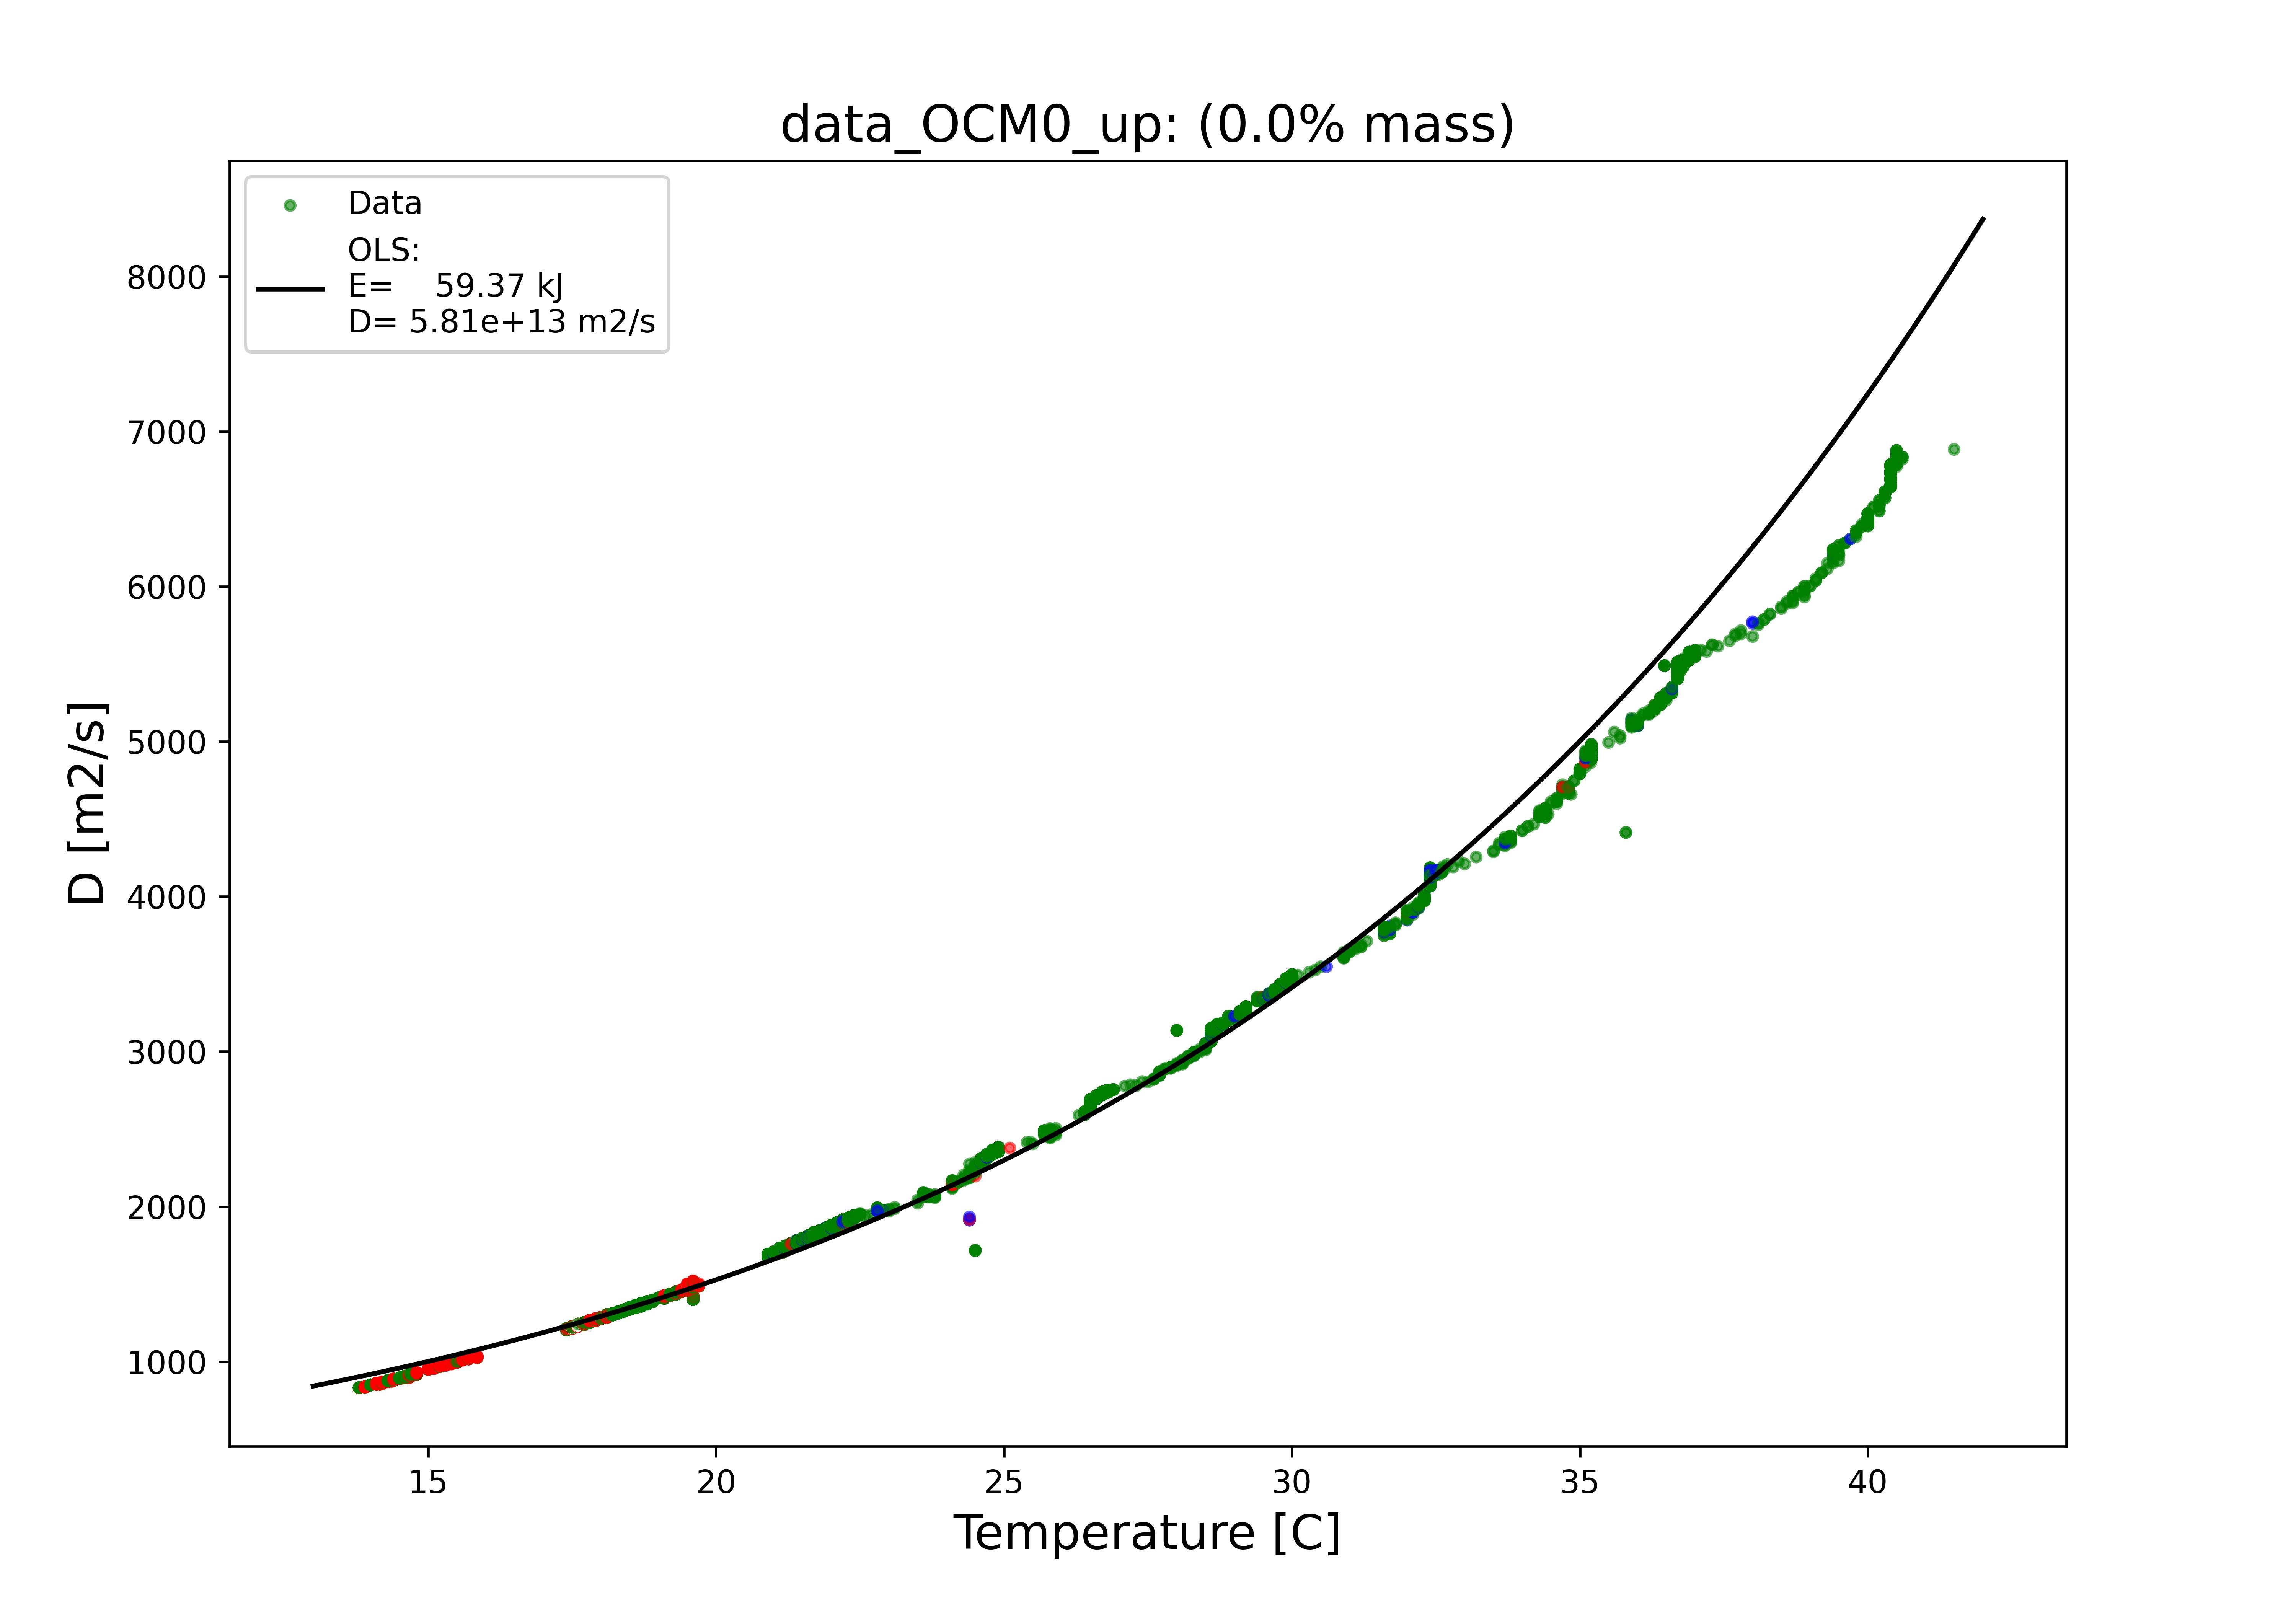 data_OCM0_up: (0.0% mass)
Data
OLS:
E= 59.37 kJ
D= 5.81e+13 m2/s
8000
7000
6000
5000
4000
3000
2000
1000
D [m2/s]
15 20 25 30 35 40
Temperature [C]